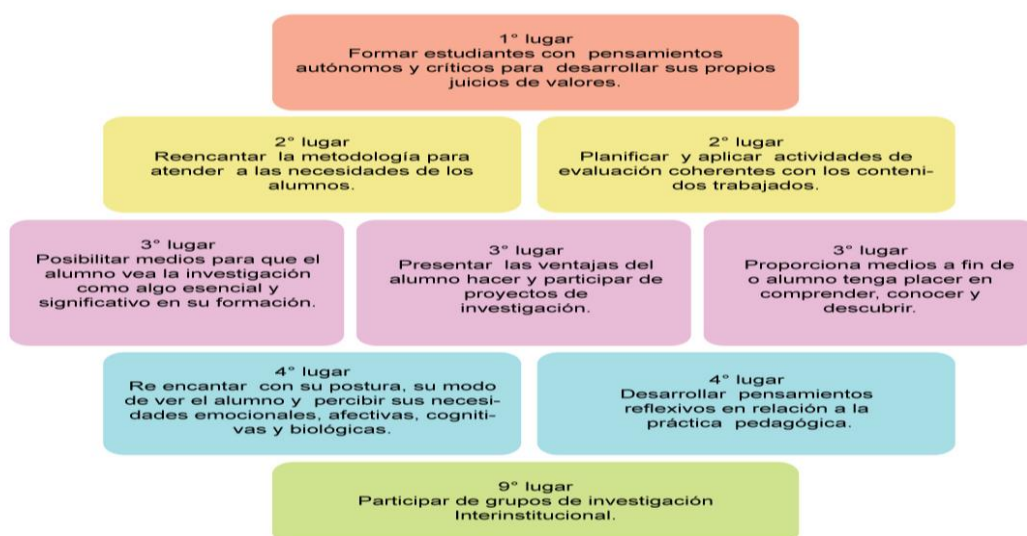 1° lugar
Formar estudiantes con pensamientos
autónomos y críticos para desarrollar sus propios
juicios de valores.
2° lugar
Reencantar la metodología para
atender a las necesidades de los
alumnos.
2° lugar
Planificar y aplicar actividades de
evaluación coherentes con los conteni-
dos trabajados.
3° lugar
Posibilitar medios para que el
alumno vea la investigación
como algo esencial y
significativo en su formación.
3° lugar
Presentar las ventajas del
alumno hacer y participar de
proyectos de
investigación.
3° lugar
Proporciona medios a fin de
o alumno tenga placer en
comprender, conocer y
descubrir.
4° lugar
Re encantar con su postura, su modo
de ver el alumno y percibir sus necesi-
dades emocionales, afectivas, cogniti-
vas y biológicas.
4° lugar
Desarrollar pensamientos
reflexivos en relación a la
práctica pedagógica.
9° lugar
Participar de grupos de investigación
Interinstitucional.